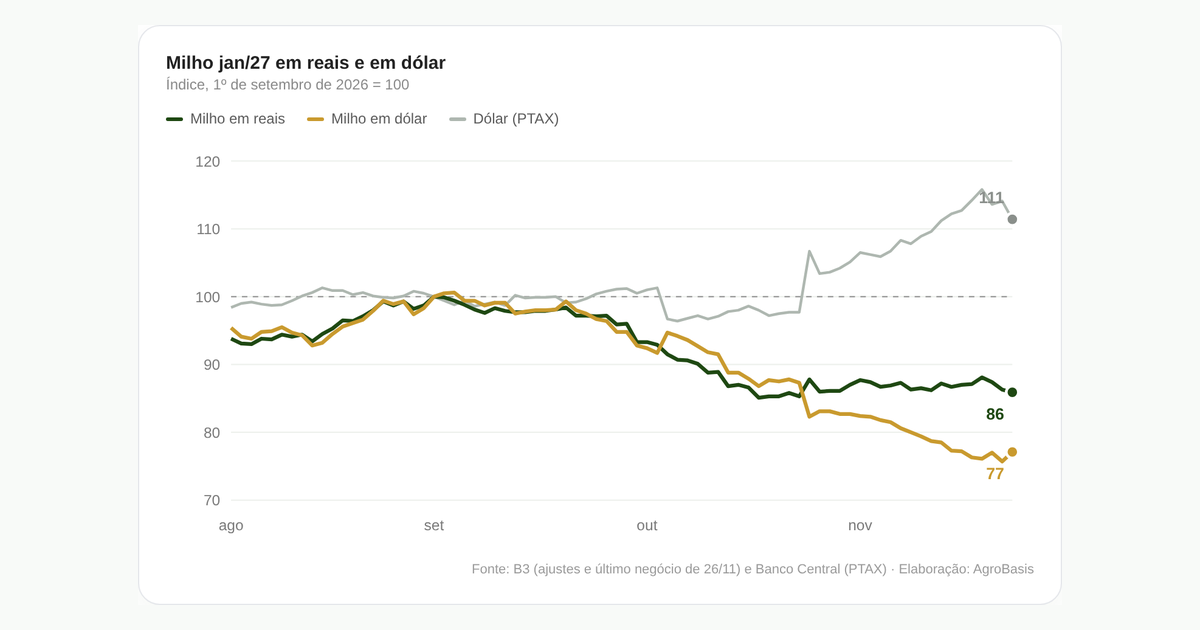 Milho jan/27 em reais e em dólar
Índice, 1º de setembro de 2026 = 100
Milho em reais Milho em dólar Dólar (PTAX)
120
111
110
100
90
86
80
77
70
ago set out nov
Fonte: B3 (ajustes e último negócio de 26/11) e Banco Central (PTAX) · Elaboração: AgroBasis